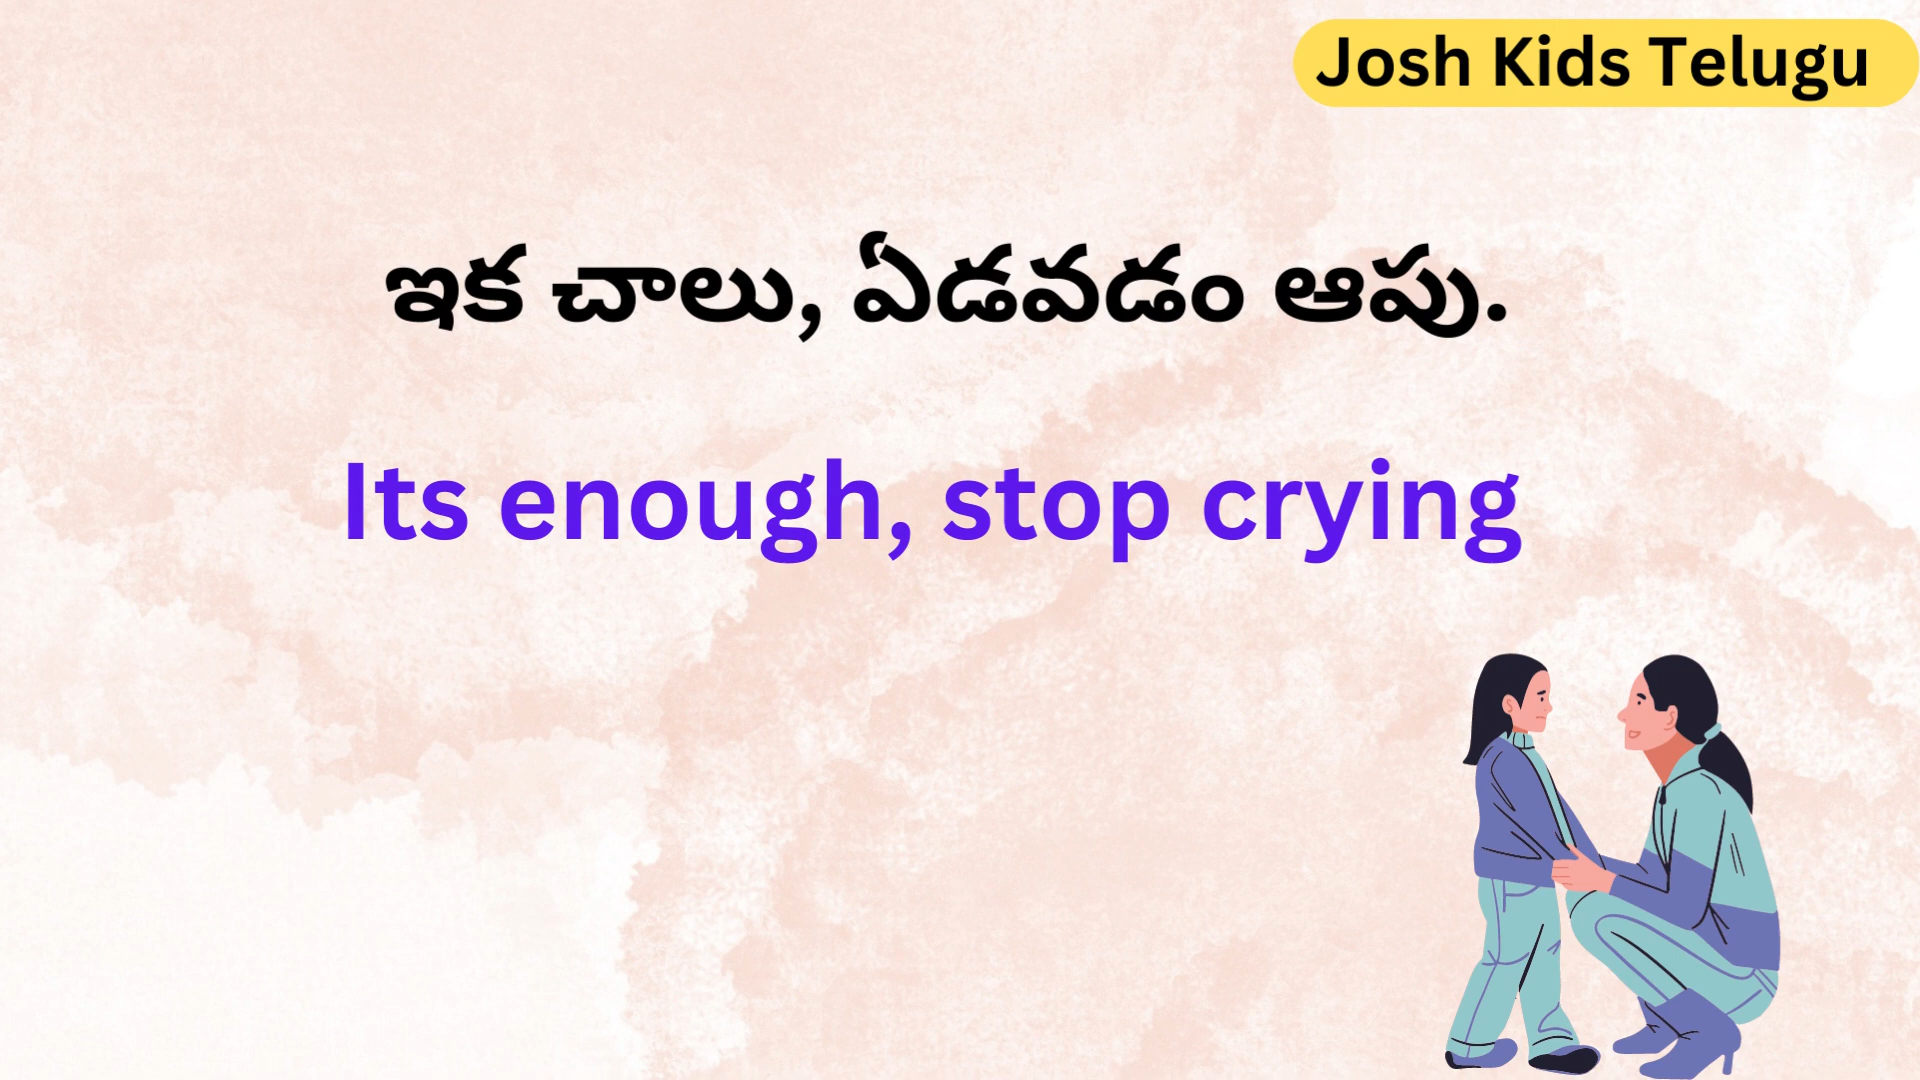 Josh Kids Telugu
ఇక చాలు, ఏడవడం ఆపు.
Its enough, stop crying